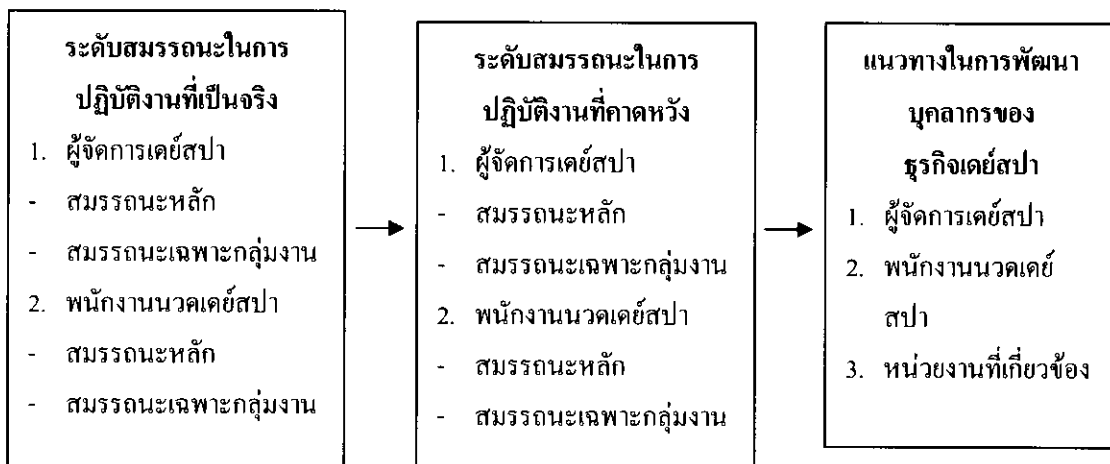 ระดับสมรรถนะในการ
ปฏิบัติงานที่เป็นจริง
1. ผู้จัดการเดย์สปา
- สมรรถนะหลัก
- สมรรถนะเฉพาะกลุ่มงาน
2. พนักงานนวดเดย์สปา
- สมรรถนะหลัก
- สมรรถนะเฉพาะกลุ่มงาน
ระดับสมรรถนะในการ
ปฏิบัติงานที่คาดหวัง
1. ผู้จัดการเดย์สปา
- สมรรถนะหลัก
- สมรรถนะเฉพาะกลุ่มงาน
2. พนักงานนวดเดย์สปา
- สมรรถนะหลัก
- สมรรถนะเฉพาะกลุ่มงาน
แนวทางในการพัฒนา
บุคลากรของ
ธุรกิจเดย์สปา
1. ผู้จัดการเดย์สปา
2. พนักงานนวดเดย์
สปา
3. หน่วยงานที่เกี่ยวข้อง